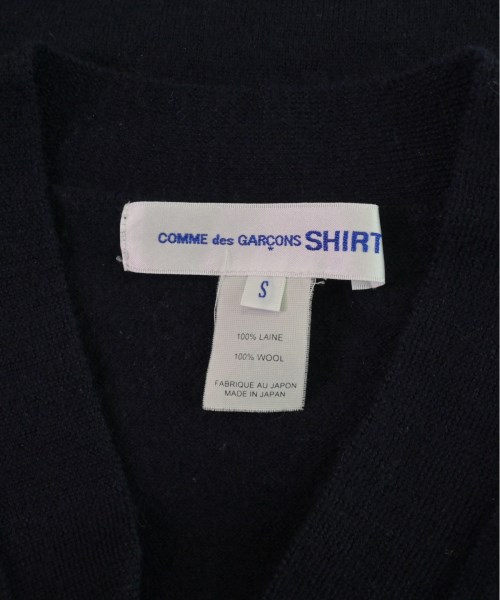 COMME des GARÇONS SHIRT
S
100% LAINE
100% WOOL
FABRIQUE AU JAPON
MADE IN JAPAN